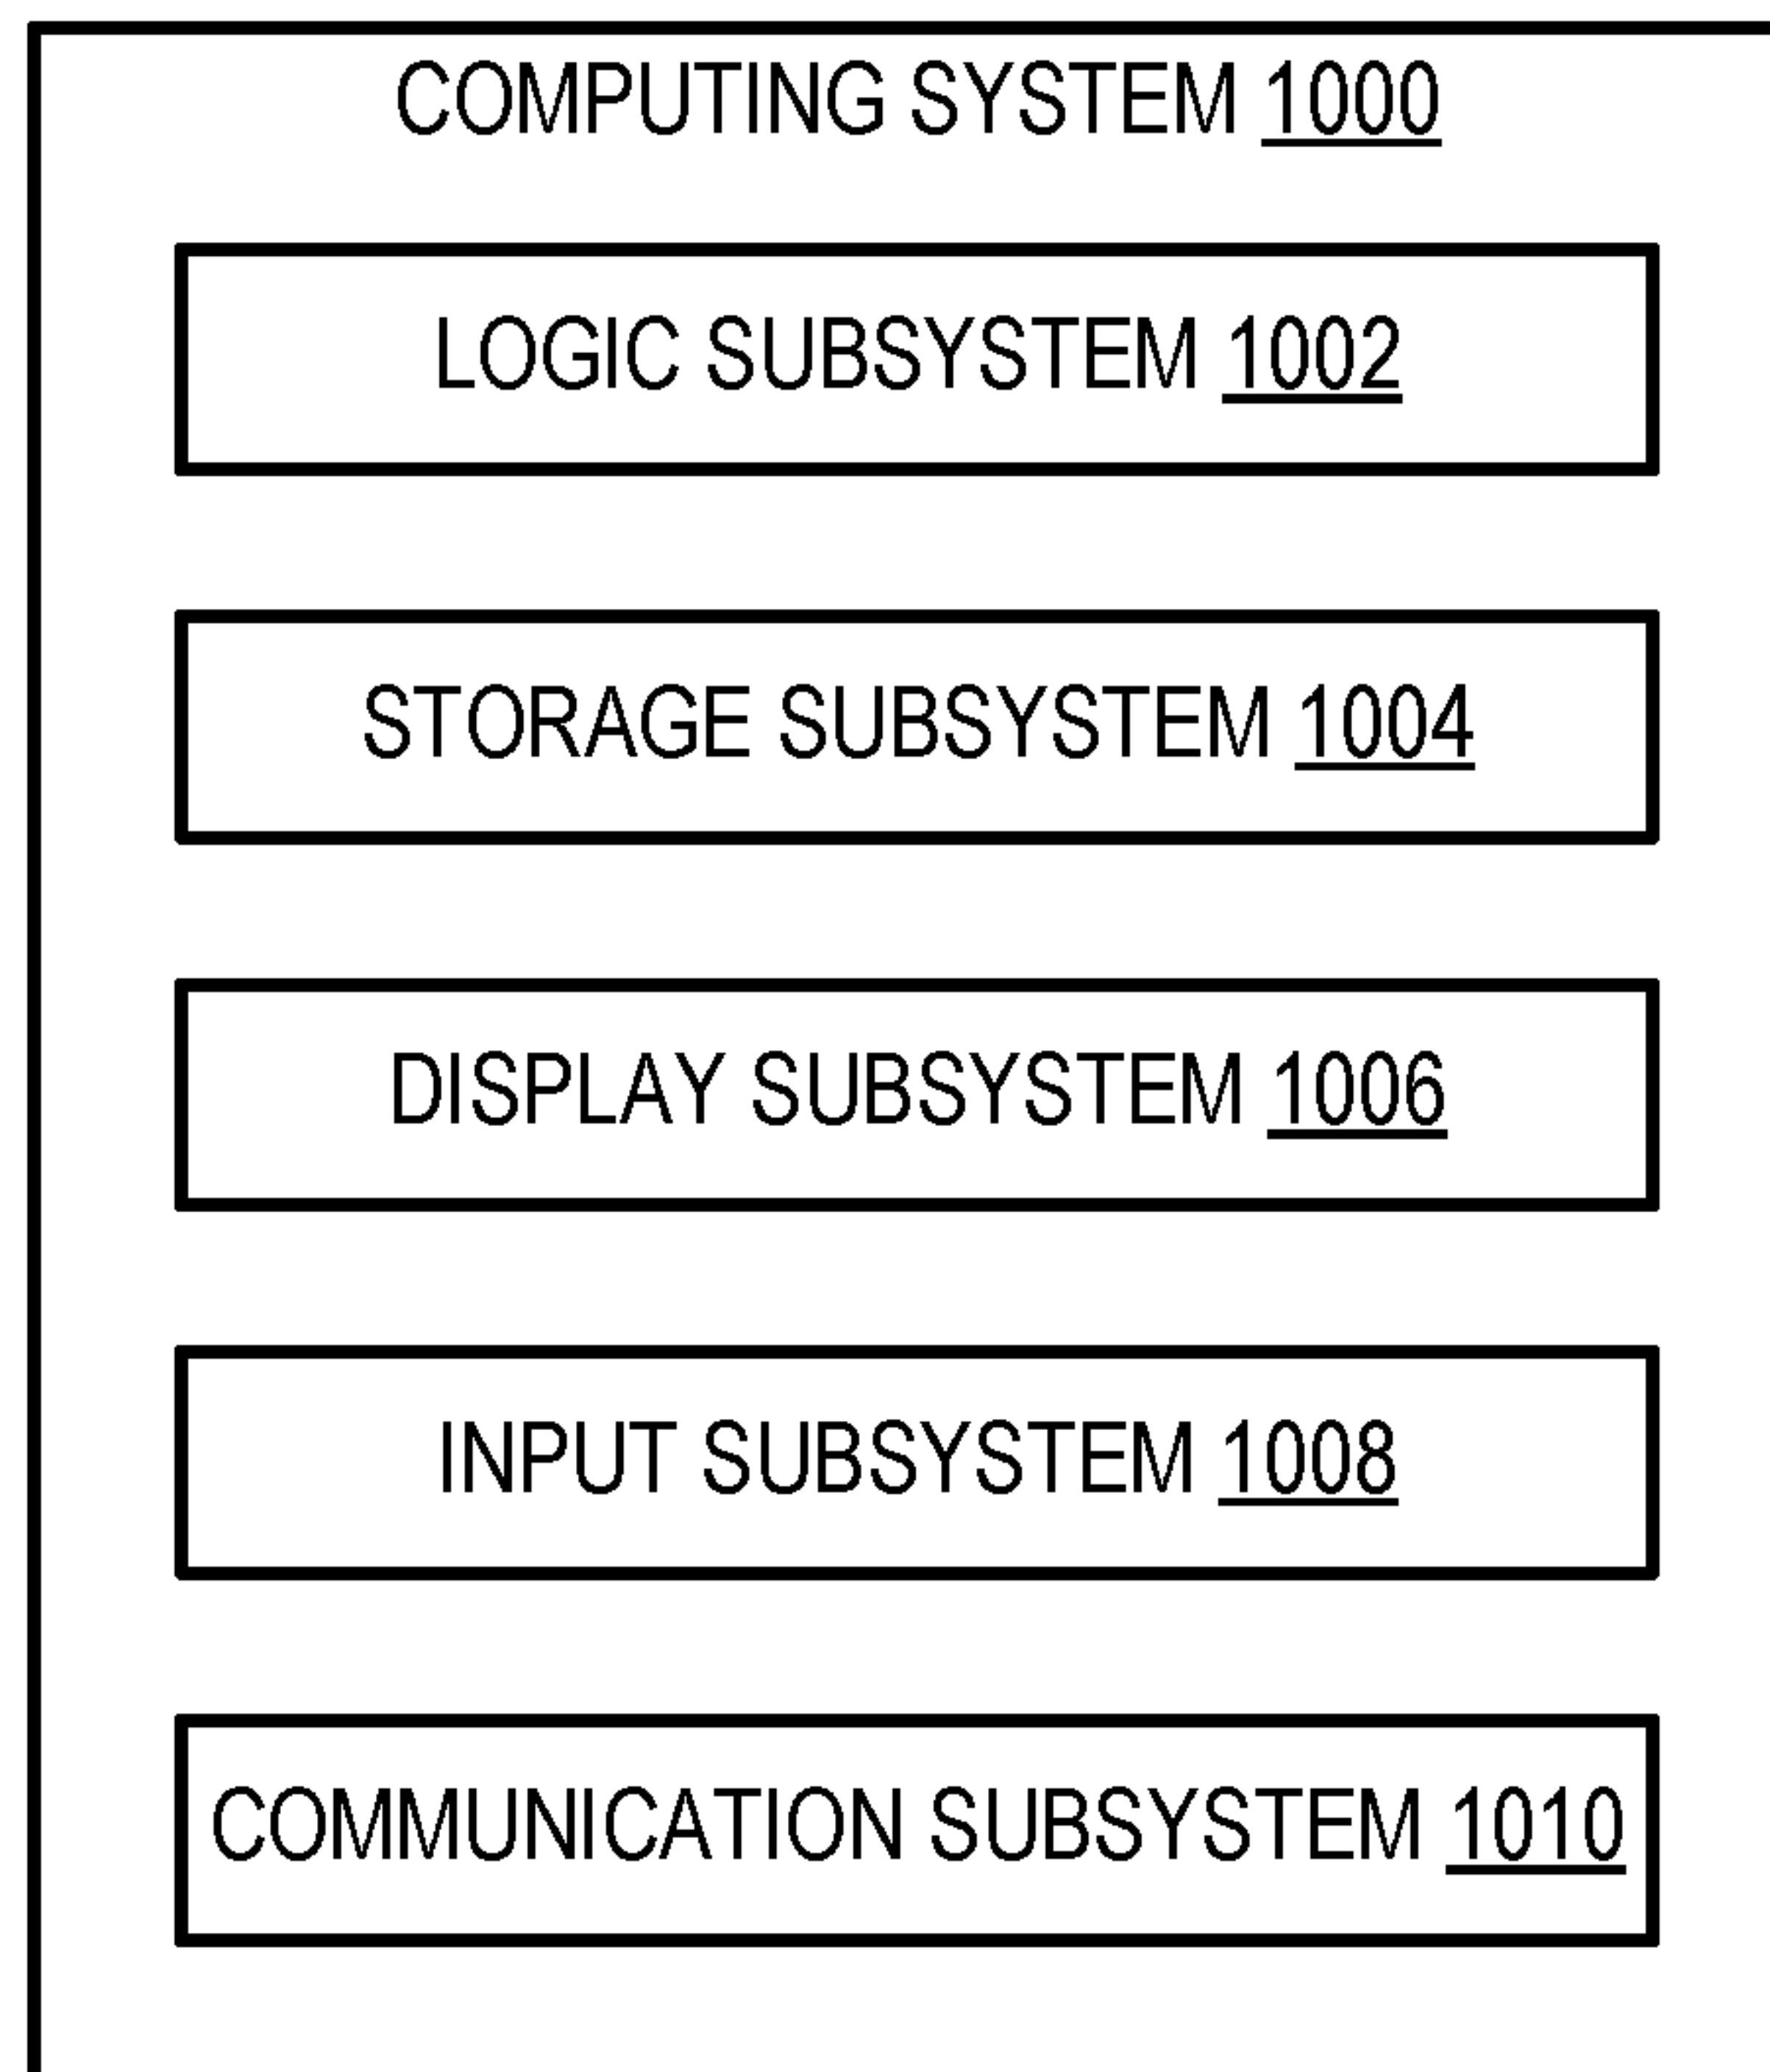 COMPUTING SYSTEM 1000
LOGIC SUBSYSTEM 1002
STORAGE SUBSYSTEM 1004
DISPLAY SUBSYSTEM 1006
INPUT SUBSYSTEM 1008
COMMUNICATION SUBSYSTEM 1010